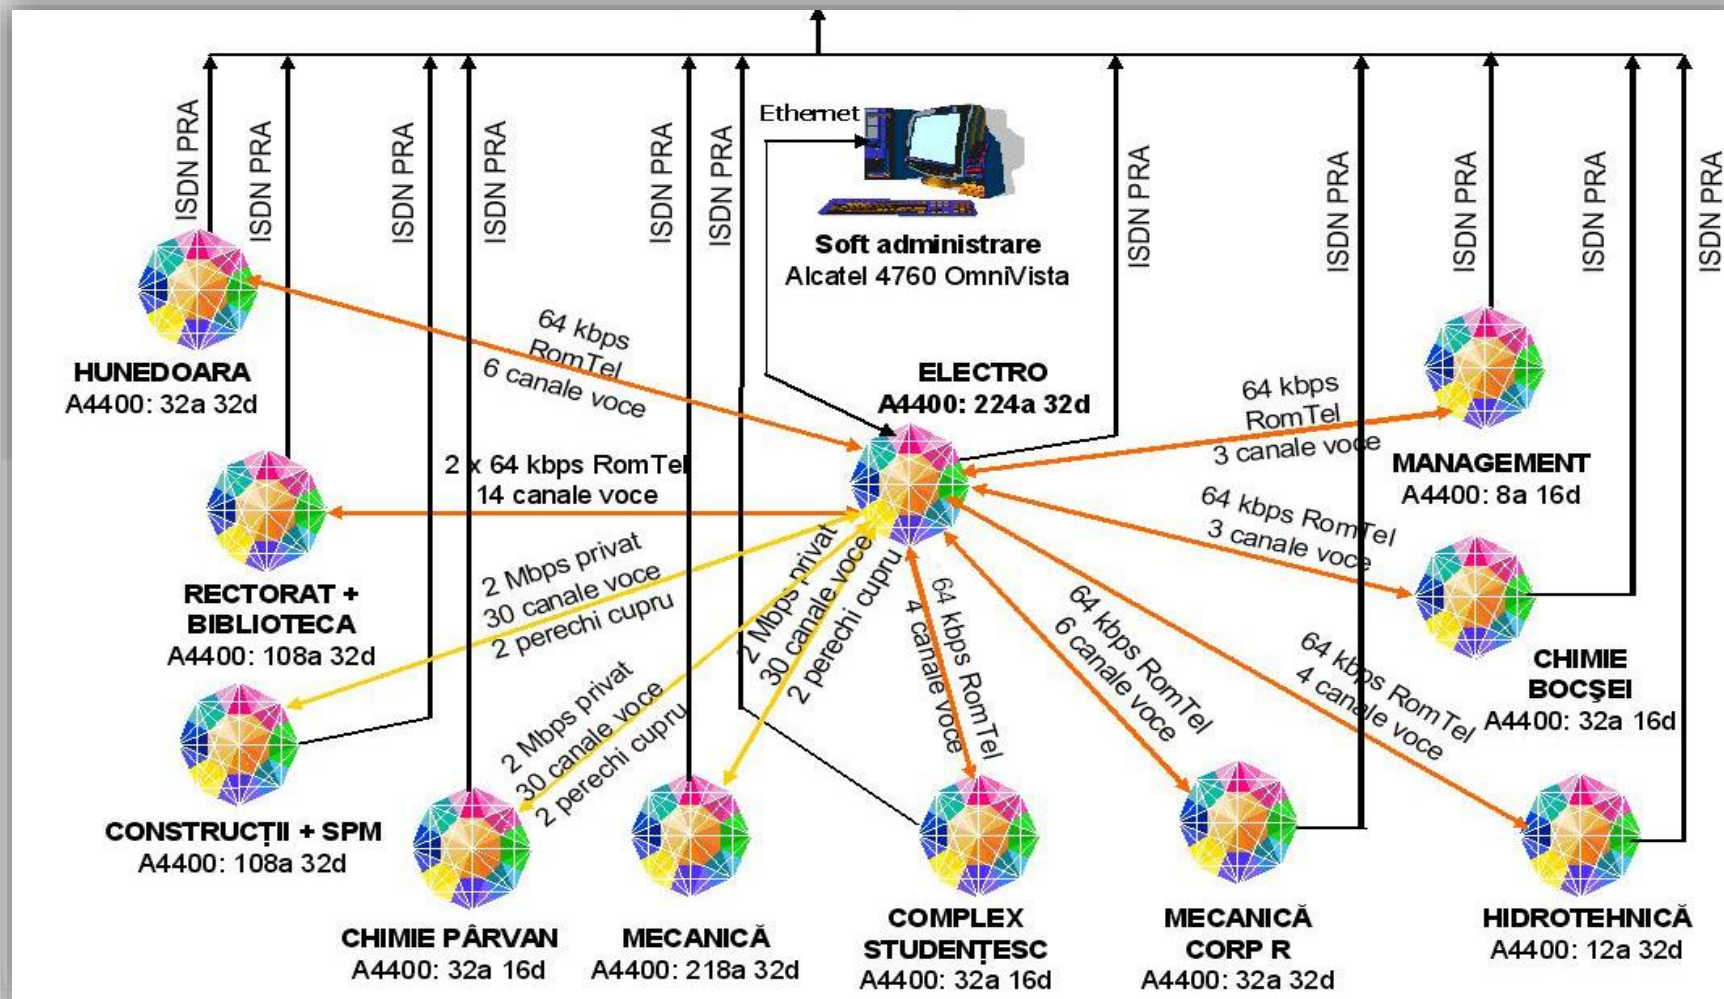 ISDN PRA
ISDN PRA
ISDN PRA
ISDN PRA
ISDN PRA
ISDN PRA
ISDN PRA
ISDN PRA
ISDN PRA
ISDN PRA
ISDN PRA
Ethernet
Soft administrare
Alcatel 4760 OmniVista
HUNEDOARA
A4400: 32a 32d
64 kbps
RomTel
6 canale voce
ELECTRO
A4400: 224a 32d
64 kbps
RomTel
3 canale voce
MANAGEMENT
A4400: 8a 16d
2 x 64 kbps RomTel
14 canale voce
64 kbps RomTel
3 canale voce
RECTORAT +
BIBLIOTECA
A4400: 108a 32d
2 Mbps privat
30 canale voce
2 perechi cupru
2 Mbps privat
30 canale voce
2 perechi cupru
2 Mbps privat
30 canale voce
2 perechi cupru
64 kbps RomTel
4 canale voce
64 kbps RomTel
6 canale voce
64 kbps RomTel
4 canale voce
CHIMIE
BOCŞEI
A4400: 32a 16d
CONSTRUCȚII + SPM
A4400: 108a 32d
CHIMIE PÂRVAN
A4400: 32a 16d
MECANICĂ
A4400: 218a 32d
COMPLEX
STUDENȚESC
A4400: 32a 16d
MECANICĂ
CORP R
A4400: 32a 32d
HIDROTEHNICĂ
A4400: 12a 32d